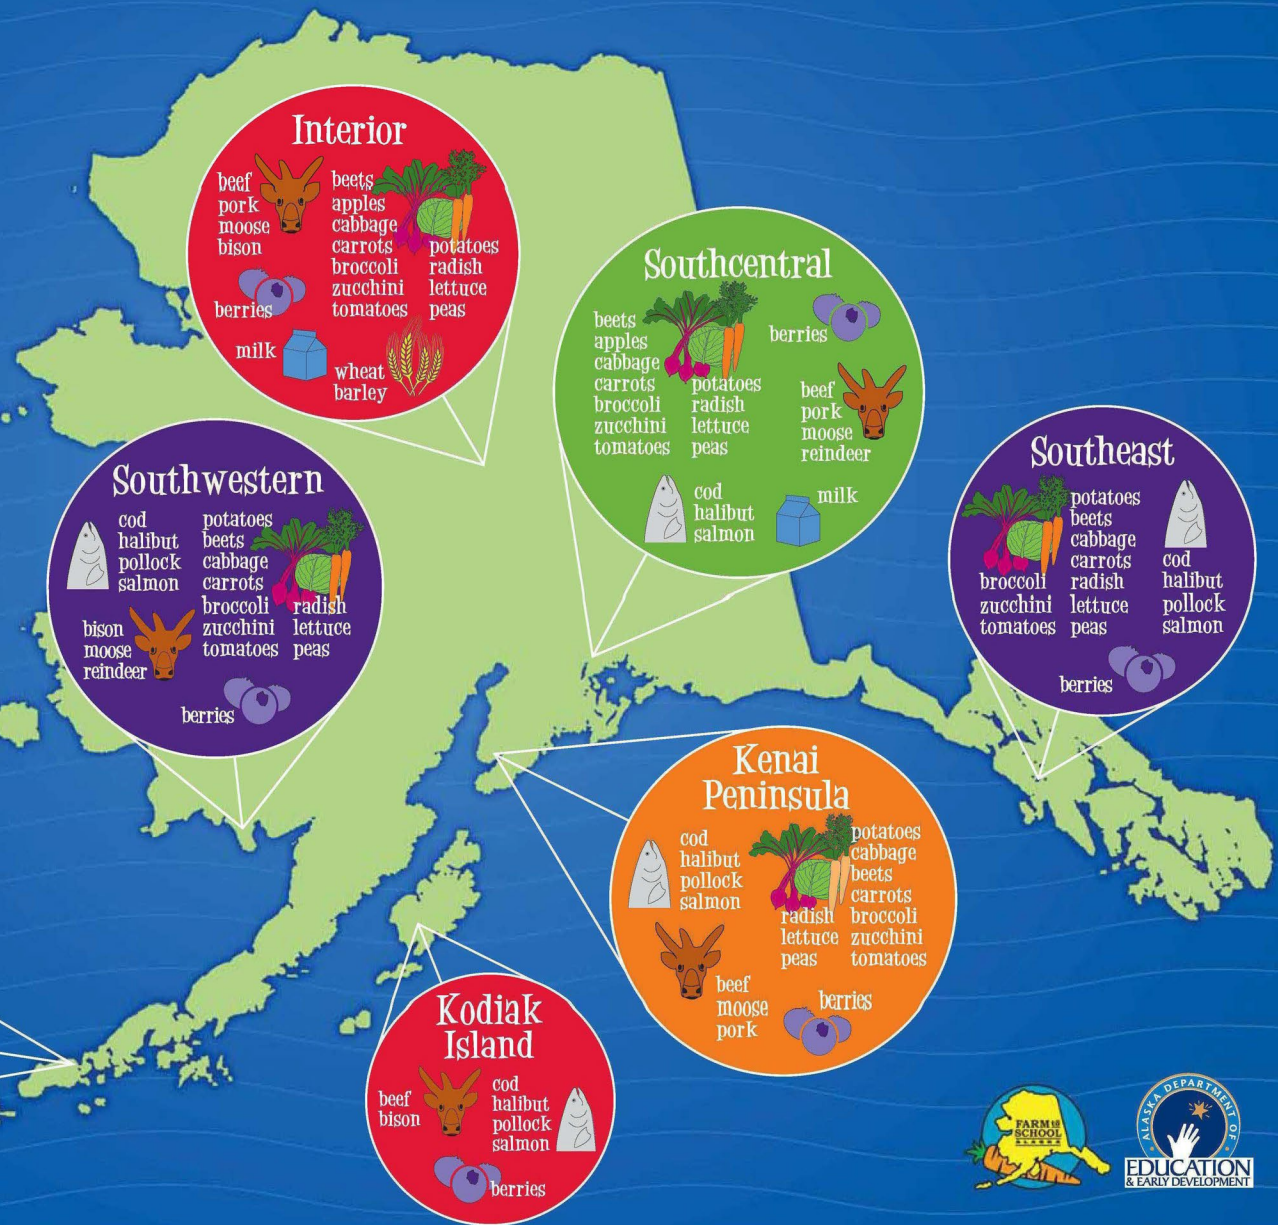 Interior
beef
pork
moose
bison
berries
milk
beets
apples
cabbage
carrots
broccoli
zucchini
tomatoes
potatoes
radish
lettuce
peas
wheat
barley
Southcentral
beets
apples
cabbage
carrots
broccoli
zucchini
tomatoes
potatoes
radish
lettuce
peas
berries
beef
pork
moose
reindeer
cod
halibut
salmon
milk
Southwestern
cod
halibut
pollock
salmon
bison
moose
reindeer
potatoes
beets
cabbage
carrots
broccoli
zucchini
tomatoes
radish
lettuce
peas
berries
Southeast
broccoli
zucchini
tomatoes
potatoes
beets
cabbage
carrots
radish
lettuce
peas
cod
halibut
pollock
salmon
berries
Kenai
Peninsula
cod
halibut
pollock
salmon
radish
lettuce
peas
potatoes
cabbage
beets
carrots
broccoli
zucchini
tomatoes
beef
moose
pork
berries
Kodiak
Island
beef
bison
cod
halibut
pollock
salmon
berries
FARM TO
SCHOOL
ALASKA
ALASKA DEPARTMENT OF
EDUCATION
& EARLY DEVELOPMENT